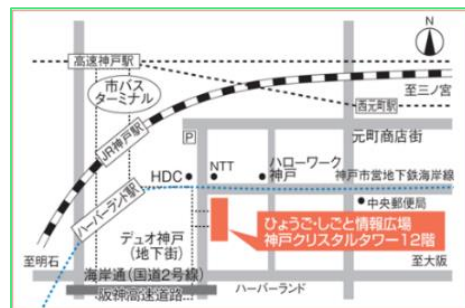 N
高速神戸駅
市バス
ターミナル
至三ノ宮
西元町駅
元町商店街
P
JR神戸駅
HDC
NTT
ハローワーク
神戸
神戸市営地下鉄海岸線
中央郵便局
ハーバーランド駅
ひょうご・しごと情報広場
神戸クリスタルタワー12階
デュオ神戸
(地下街)
至明石
至大阪
海岸通(国道2号線)
阪神高速道路
ハーバーランド